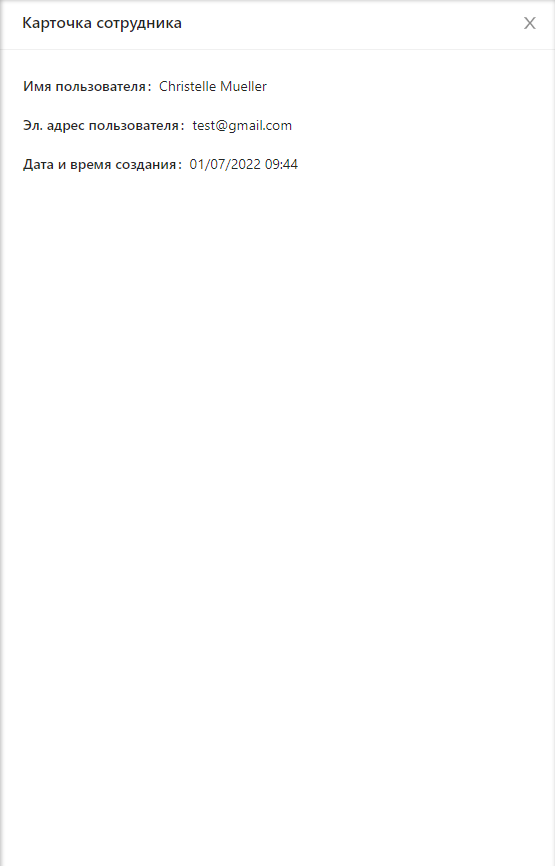 Карточка сотрудника
Имя пользователя: Christelle Mueller
Эл. адрес пользователя: test@gmail.com
Дата и время создания: 01/07/2022 09:44